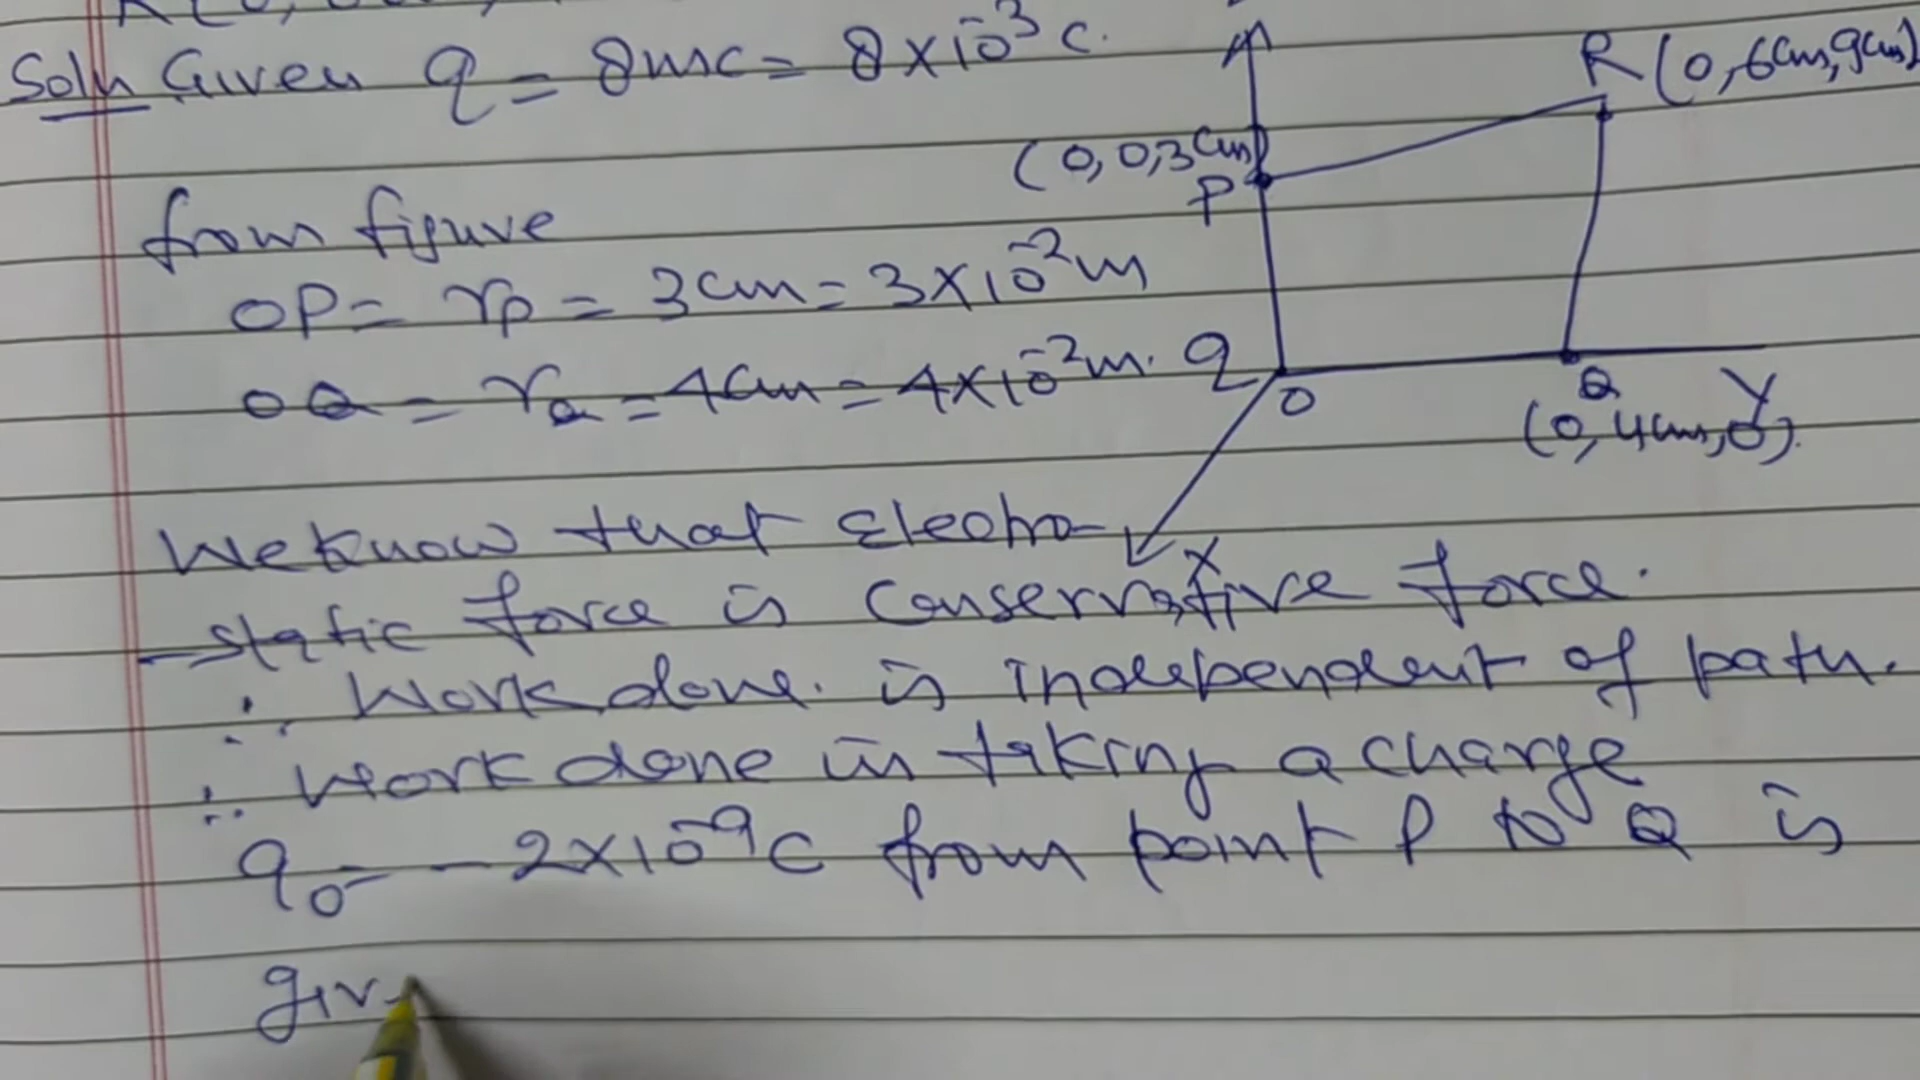 Soln Given q = 8mc = 8×10⁻³ c.
R (0, 6cm, 9cm)
(0, 0, 3cm)
P
from figure
OP = rp = 3cm = 3×10⁻² m
OQ = rQ = 4cm = 4×10⁻² m.
q
O
Q
Y
(0, 4cm, 0).
We know that Electro-
X
-static force is Conservative force.
∴ Work done. is independent of path.
∴ work done in taking a charge
q₀ = -2×10⁻⁹ c from point P to Q is
giv